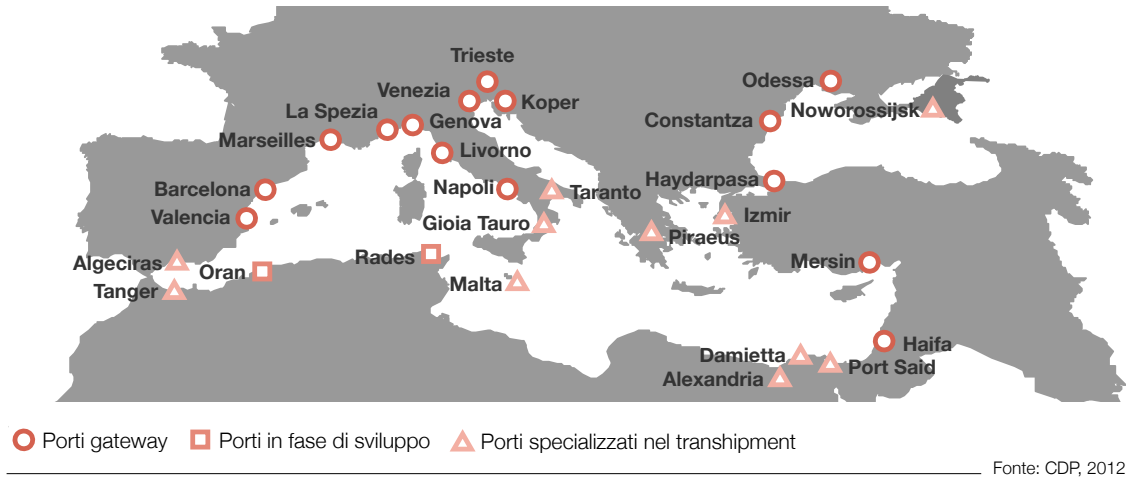 Trieste
Odessa
Venezia
Koper
Noworossijsk
La Spezia
Genova
Constantza
Marseilles
Livorno
Barcelona
Napoli
Taranto
Haydarpasa
Valencia
Gioia Tauro
Izmir
Piraeus
Algeciras
Oran
Rades
Mersin
Tanger
Malta
Haifa
Damietta
Port Said
Alexandria
Porti gateway
Porti in fase di sviluppo
Porti specializzati nel transhipment
Fonte: CDP, 2012